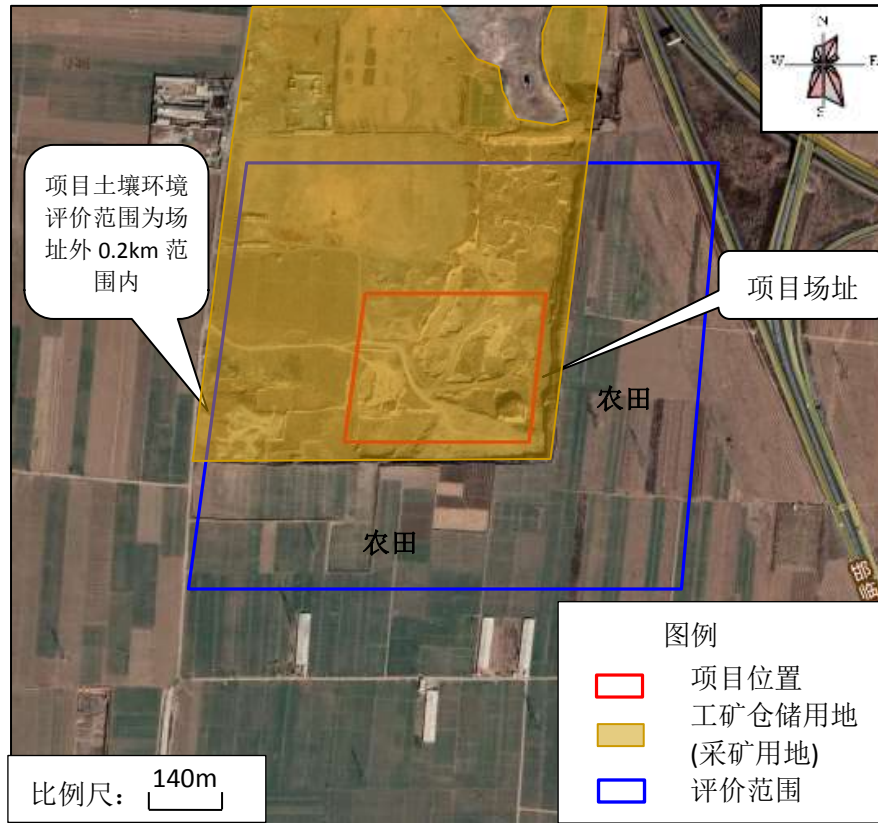 N
W
E
S
项目土壤环境
评价范围为场
址外 0.2km 范
围内
项目场址
农田
农田
邯
临
图例
项目位置
工矿仓储用地
(采矿用地)
评价范围
比例尺：
140m